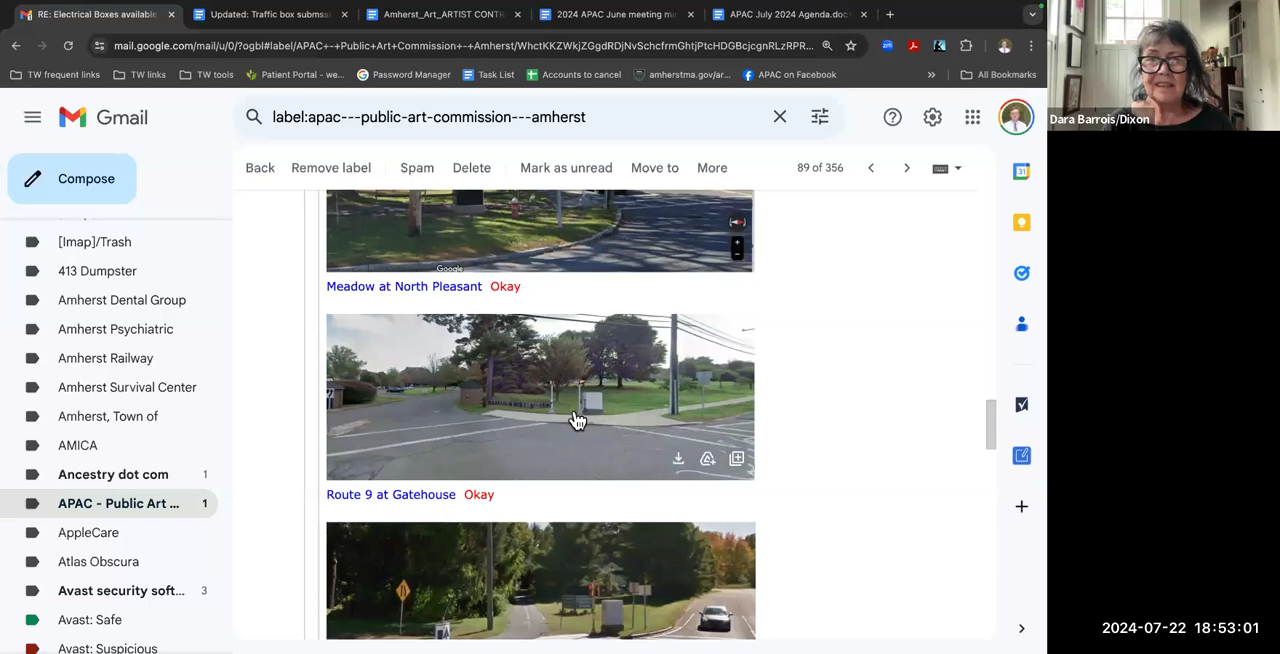 RE: Electrical Boxes available
Updated: Traffic box submssi
Amherst_Art_ARTIST CONTR
2024 APAC June meeting mi
APAC July 2024 Agenda.docx
mail.google.com/mail/u/0/?ogbl#label/APAC+-+Public+Art+Commission+-+Amherst/WhctKKZWkjZGgdRDjNvSchcfrmGhtjPtcHDGBcjcgnRLzRPR...
TW frequent links
TW links
TW tools
Patient Portal - we...
Password Manager
Task List
Accounts to cancel
amherstma.gov/ar...
APAC on Facebook
»
All Bookmarks
Gmail
label:apac---public-art-commission---amherst
Dara Barrois/Dixon
Compose
Back
Remove label
Spam
Delete
Mark as unread
Move to
More
89 of 356
[Imap]/Trash
413 Dumpster
Amherst Dental Group
Amherst Psychiatric
Amherst Railway
Amherst Survival Center
Amherst, Town of
AMICA
Ancestry dot com 1
APAC - Public Art ... 1
AppleCare
Atlas Obscura
Avast security soft... 3
Avast: Safe
Avast: Suspicious
Google
Meadow at North Pleasant Okay
Route 9 at Gatehouse Okay
31
2024-07-22 18:53:01